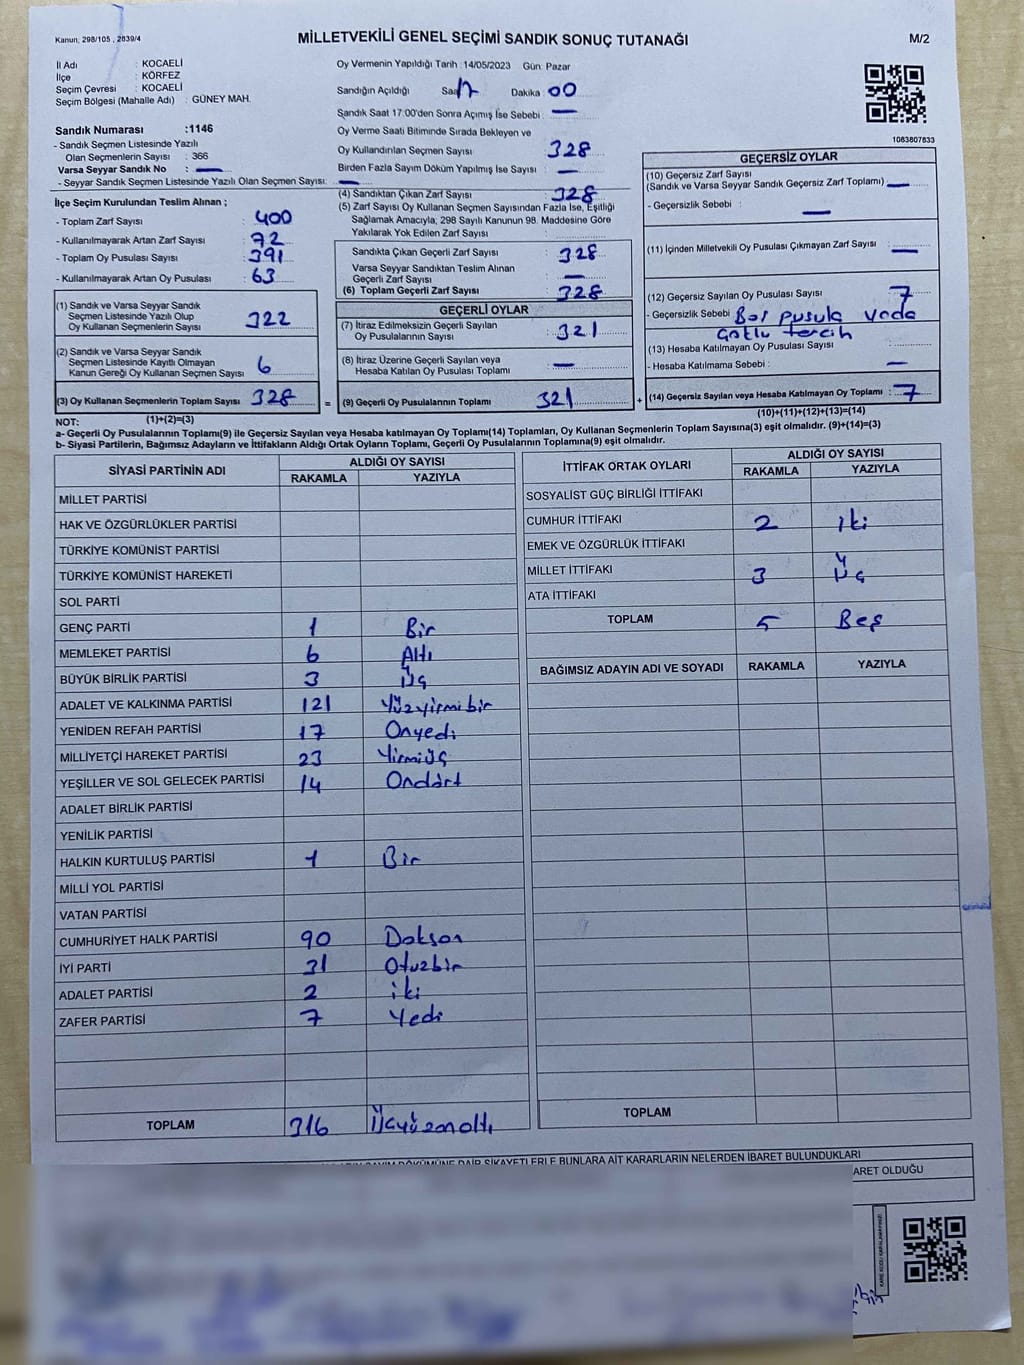 Kanun, 298/105 , 2839/4
MİLLETVEKİLİ GENEL SEÇİMİ SANDIK SONUÇ TUTANAĞI
M/2
İl Adı : KOCAELİ
İlçe : KÖRFEZ
Seçim Çevresi : KOCAELİ
Seçim Bölgesi (Mahalle Adı) : GÜNEY MAH.
Sandık Numarası :1146
- Sandık Seçmen Listesinde Yazılı
Olan Seçmenlerin Sayısı : 366
Varsa Seyyar Sandık No : —
- Seyyar Sandık Seçmen Listesinde Yazılı Olan Seçmen Sayısı: —
İlçe Seçim Kurulundan Teslim Alınan ;
- Toplam Zarf Sayısı : 400
- Kullanılmayarak Artan Zarf Sayısı : 72
- Toplam Oy Pusulası Sayısı : 391
- Kullanılmayarak Artan Oy Pusulası : 63
(1) Sandık ve Varsa Seyyar Sandık
Seçmen Listesinde Yazılı Olup
Oy Kullanan Seçmenlerin Sayısı : 322
(2) Sandık ve Varsa Seyyar Sandık
Seçmen Listesinde Kayıtlı Olmayan
Kanun Gereği Oy Kullanan Seçmen Sayısı : 6
(3) Oy Kullanan Seçmenlerin Toplam Sayısı : 328
Oy Vermenin Yapıldığı Tarih :14/05/2023 Gün: Pazar
Sandığın Açıldığı Saat 17 Dakika : 00
Sandık Saat 17:00'den Sonra Açımış İse Sebebi : —
Oy Verme Saati Bitiminde Sırada Bekleyen ve
Oy Kullandırılan Seçmen Sayısı : 328
Birden Fazla Sayım Döküm Yapılmış İse Sayısı : —
(4) Sandıktan Çıkan Zarf Sayısı : 328
(5) Zarf Sayısı Oy Kullanan Seçmen Sayısından Fazla İse, Eşitliği
Sağlamak Amacıyla; 298 Sayılı Kanunun 98. Maddesine Göre
Yakılarak Yok Edilen Zarf Sayısı :
Sandıkta Çıkan Geçerli Zarf Sayısı : 328
Varsa Seyyar Sandıktan Teslim Alınan
Geçerli Zarf Sayısı : —
(6) Toplam Geçerli Zarf Sayısı : 328
GEÇERLİ OYLAR
(7) İtiraz Edilmeksizin Geçerli Sayılan
Oy Pusulalarının Sayısı : 321
(8) İtiraz Üzerine Geçerli Sayılan veya
Hesaba Katılan Oy Pusulası Toplamı : —
= (9) Geçerli Oy Pusulalarının Toplamı : 321
1083807833
GEÇERSİZ OYLAR
(10) Geçersiz Zarf Sayısı
(Sandık ve Varsa Seyyar Sandık Geçersiz Zarf Toplamı) : —
- Geçersizlik Sebebi : —
(11) İçinden Milletvekili Oy Pusulası Çıkmayan Zarf Sayısı : —
(12) Geçersiz Sayılan Oy Pusulası Sayısı : 7
- Geçersizlik Sebebi : Boş pusula veda
çoklu tercih
(13) Hesaba Katılmayan Oy Pusulası Sayısı :
- Hesaba Katılmama Sebebi : —
+ (14) Geçersiz Sayılan veya Hesaba Katılmayan Oy Toplamı : 7
NOT: (1)+(2)=(3)
(10)+(11)+(12)+(13)=(14)
a- Geçerli Oy Pusulalarının Toplamı(9) ile Geçersiz Sayılan veya Hesaba katılmayan Oy Toplamı(14) Toplamları, Oy Kullanan Seçmenlerin Toplam Sayısına(3) eşit olmalıdır. (9)+(14)=(3)
b- Siyasi Partilerin, Bağımsız Adayların ve İttifakların Aldığı Ortak Oyların Toplamı, Geçerli Oy Pusulalarının Toplamına(9) eşit olmalıdır.
SİYASİ PARTİNİN ADI ALDIĞI OY SAYISI
RAKAMLA YAZIYLA
MİLLET PARTİSİ
HAK VE ÖZGÜRLÜKLER PARTİSİ
TÜRKİYE KOMÜNİST PARTİSİ
TÜRKİYE KOMÜNİST HAREKETİ
SOL PARTİ
GENÇ PARTİ 1 Bir
MEMLEKET PARTİSİ 6 Altı
BÜYÜK BİRLİK PARTİSİ 3 Üç
ADALET VE KALKINMA PARTİSİ 121 Yüzyirmibir
YENİDEN REFAH PARTİSİ 17 Onyedi
MİLLİYETÇİ HAREKET PARTİSİ 23 Yirmiüç
YEŞİLLER VE SOL GELECEK PARTİSİ 14 Ondört
ADALET BİRLİK PARTİSİ
YENİLİK PARTİSİ
HALKIN KURTULUŞ PARTİSİ 1 Bir
MİLLİ YOL PARTİSİ
VATAN PARTİSİ
CUMHURİYET HALK PARTİSİ 90 Doksan
İYİ PARTİ 31 Otuzbir
ADALET PARTİSİ 2 iki
ZAFER PARTİSİ 7 Yedi
TOPLAM 316 Üçyüzonaltı
İTTİFAK ORTAK OYLARI ALDIĞI OY SAYISI
RAKAMLA YAZIYLA
SOSYALİST GÜÇ BİRLİĞİ İTTİFAKI
CUMHUR İTTİFAKI 2 iki
EMEK VE ÖZGÜRLÜK İTTİFAKI
MİLLET İTTİFAKI 3 Üç
ATA İTTİFAKI
TOPLAM 5 Beş
BAĞIMSIZ ADAYIN ADI VE SOYADI RAKAMLA YAZIYLA
TOPLAM
SAYIM DÖKÜMÜNE DAİR ŞİKAYETLERLE BUNLARA AİT KARARLARIN NELERDEN İBARET BULUNDUKLARI
ARET OLDUĞU